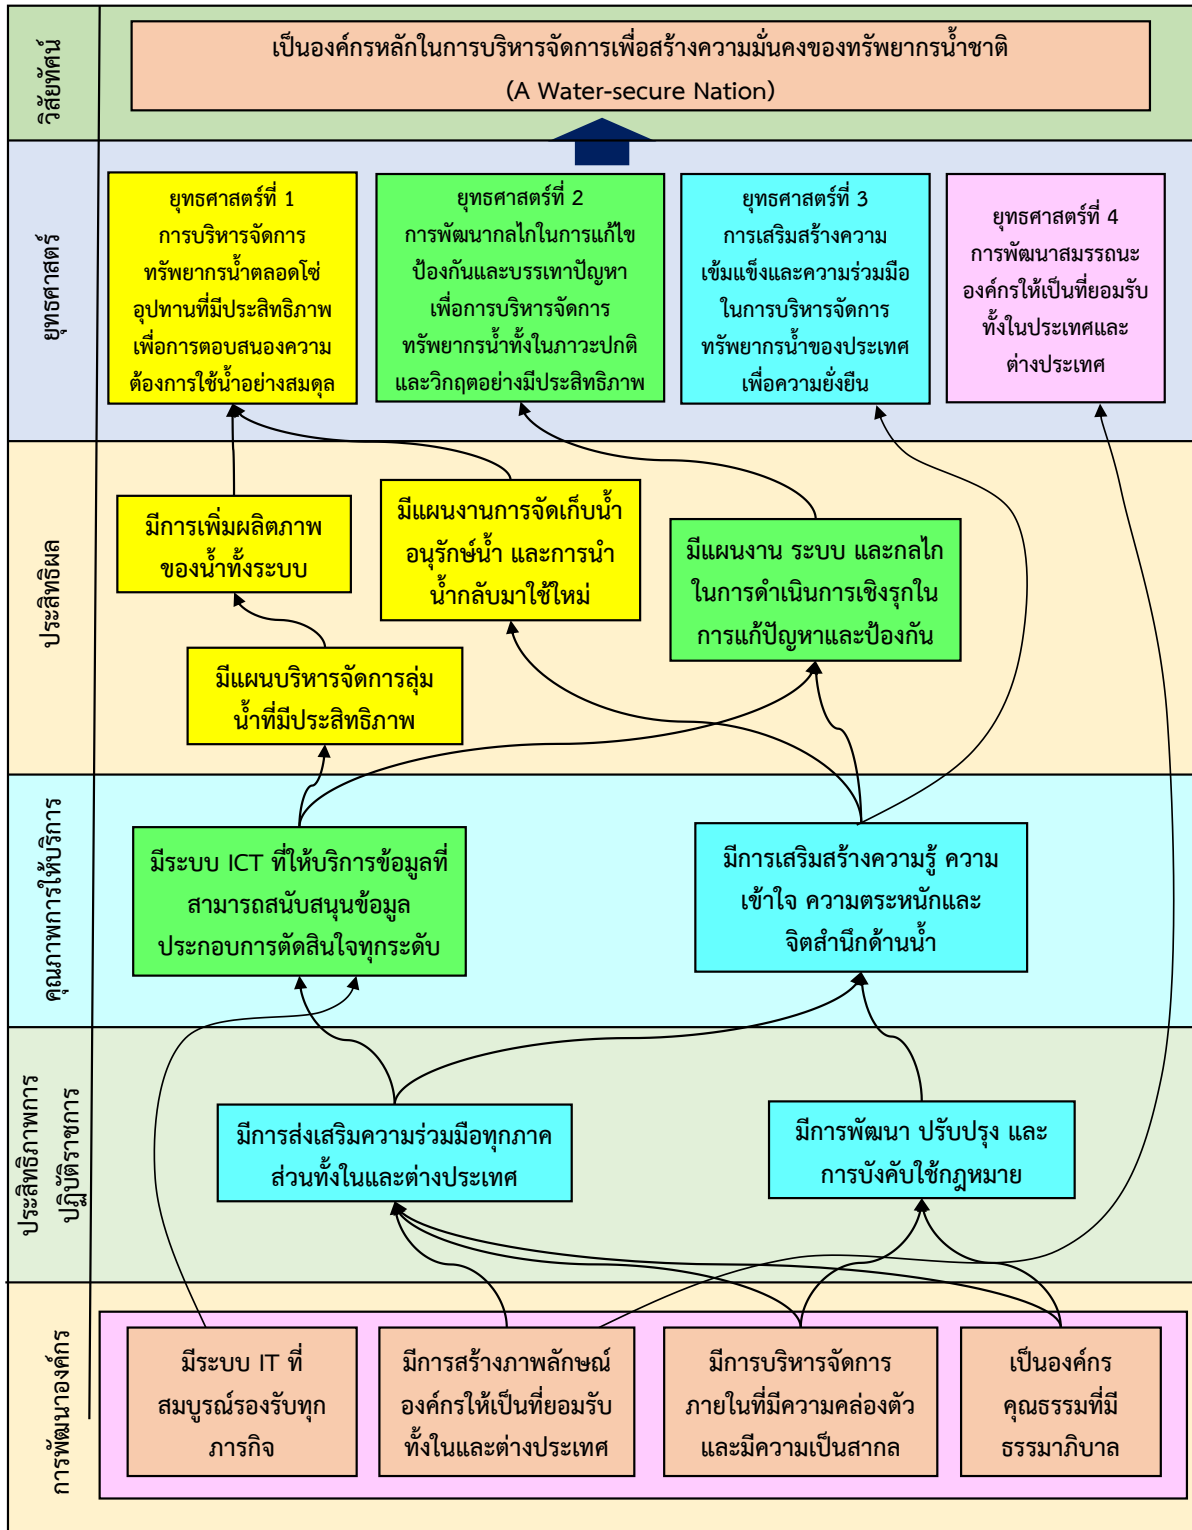 วิสัยทัศน์
เป็นองค์กรหลักในการบริหารจัดการเพื่อสร้างความมั่นคงของทรัพยากรน้ำชาติ
(A Water-secure Nation)
ยุทธศาสตร์
ยุทธศาสตร์ที่ 1
การบริหารจัดการ
ทรัพยากรน้ำตลอดโซ่
อุปทานที่มีประสิทธิภาพ
เพื่อการตอบสนองความ
ต้องการใช้น้ำอย่างสมดุล
ยุทธศาสตร์ที่ 2
การพัฒนากลไกในการแก้ไข
ป้องกันและบรรเทาปัญหา
เพื่อการบริหารจัดการ
ทรัพยากรน้ำทั้งในภาวะปกติ
และวิกฤตอย่างมีประสิทธิภาพ
ยุทธศาสตร์ที่ 3
การเสริมสร้างความ
เข้มแข็งและความร่วมมือ
ในการบริหารจัดการ
ทรัพยากรน้ำของประเทศ
เพื่อความยั่งยืน
ยุทธศาสตร์ที่ 4
การพัฒนาสมรรถนะ
องค์กรให้เป็นที่ยอมรับ
ทั้งในประเทศและ
ต่างประเทศ
ประสิทธิผล
มีการเพิ่มผลิตภาพ
ของน้ำทั้งระบบ
มีแผนงานการจัดเก็บน้ำ
อนุรักษ์น้ำ และการนำ
น้ำกลับมาใช้ใหม่
มีแผนงาน ระบบ และกลไก
ในการดำเนินการเชิงรุกใน
การแก้ปัญหาและป้องกัน
มีแผนบริหารจัดการลุ่ม
น้ำที่มีประสิทธิภาพ
คุณภาพการให้บริการ
มีระบบ ICT ที่ให้บริการข้อมูลที่
สามารถสนับสนุนข้อมูล
ประกอบการตัดสินใจทุกระดับ
มีการเสริมสร้างความรู้ ความ
เข้าใจ ความตระหนักและ
จิตสำนึกด้านน้ำ
ประสิทธิภาพการ
ปฏิบัติราชการ
มีการส่งเสริมความร่วมมือทุกภาค
ส่วนทั้งในและต่างประเทศ
มีการพัฒนา ปรับปรุง และ
การบังคับใช้กฎหมาย
การพัฒนาองค์กร
มีระบบ IT ที่
สมบูรณ์รองรับทุก
ภารกิจ
มีการสร้างภาพลักษณ์
องค์กรให้เป็นที่ยอมรับ
ทั้งในและต่างประเทศ
มีการบริหารจัดการ
ภายในที่มีความคล่องตัว
และมีความเป็นสากล
เป็นองค์กร
คุณธรรมที่มี
ธรรมาภิบาล